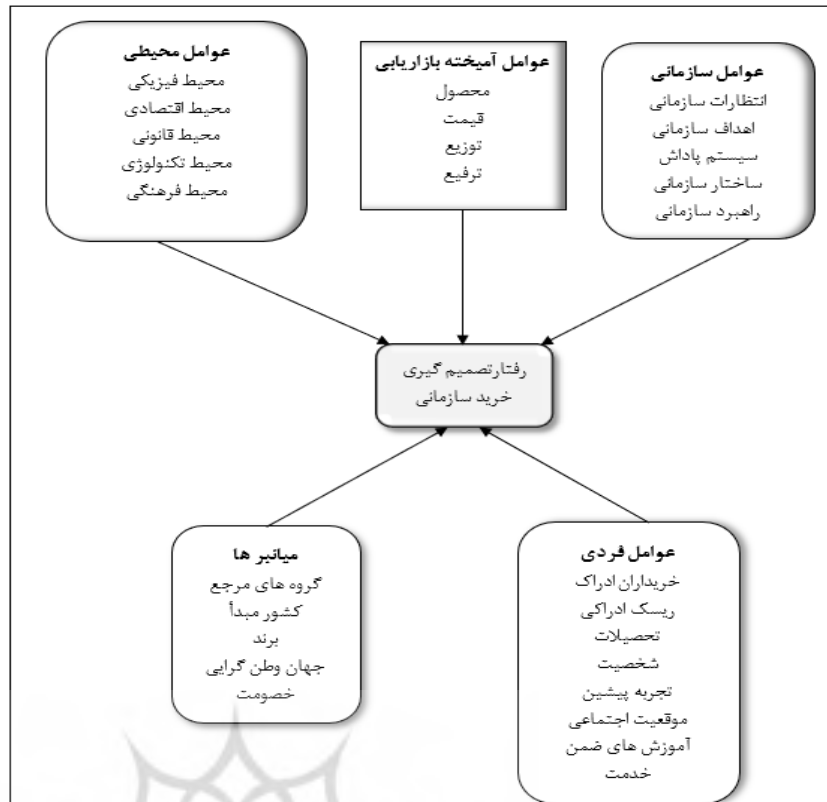 عوامل سازمانی
انتظارات سازمانی
اهداف سازمانی
سیستم پاداش
ساختار سازمانی
راهبرد سازمانی
عوامل آمیخته بازاریابی
محصول
قیمت
توزیع
ترفیع
عوامل محیطی
محیط فیزیکی
محیط اقتصادی
محیط قانونی
محیط تکنولوژی
محیط فرهنگی
رفتارتصمیم گیری
خرید سازمانی
عوامل فردی
خریداران ادراک
ریسک ادراکی
تحصیلات
شخصیت
تجربه پیشین
موقعیت اجتماعی
آموزش های ضمن
خدمت
میانبر ها
گروه های مرجع
کشور مبدأ
برند
جهان وطن گرایی
خصومت